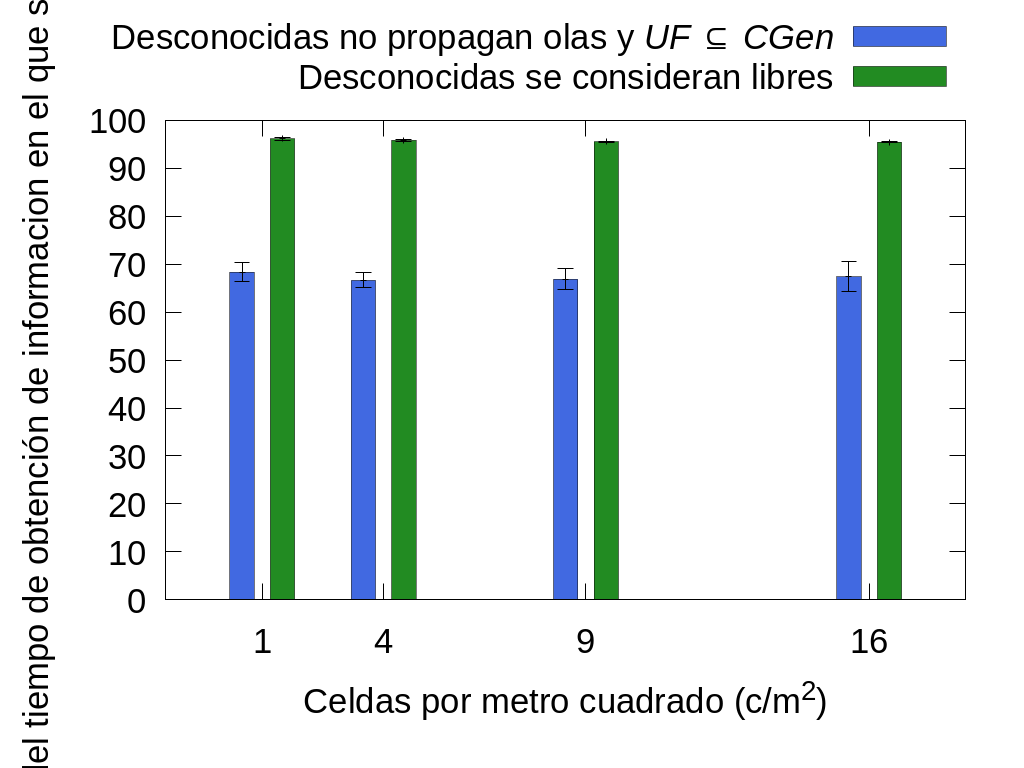 Desconocidas no propagan olas y UF ⊆ CGen
Desconocidas se consideran libres
100
90
80
70
60
50
40
30
20
10
0
1 4 9 16
Celdas por metro cuadrado (c/m²)
del tiempo de obtención de informacion en el que s